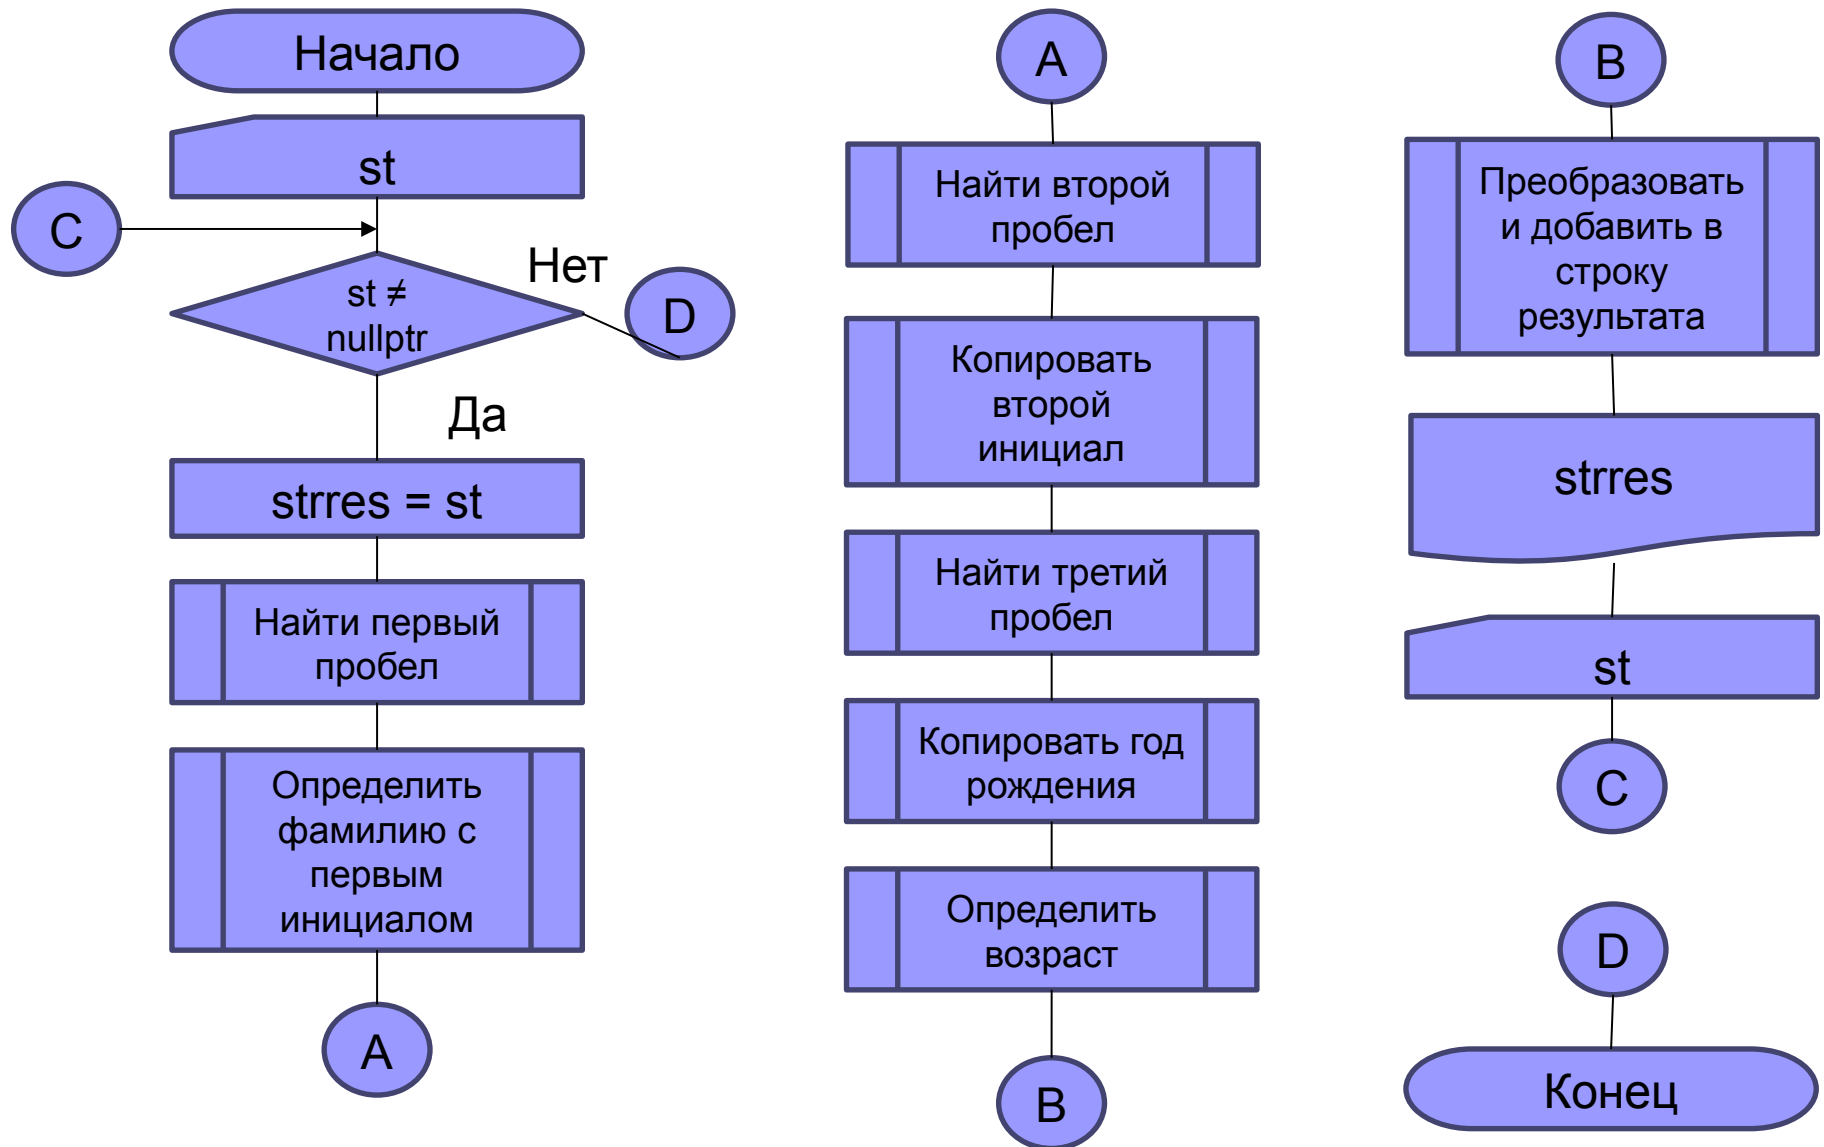 Начало
st
C
st ≠
nullptr
Нет
D
Да
strres = st
Найти первый
пробел
Определить
фамилию с
первым
инициалом
A
A
Найти второй
пробел
Копировать
второй
инициал
Найти третий
пробел
Копировать год
рождения
Определить
возраст
B
B
Преобразовать
и добавить в
строку
результата
strres
st
C
D
Конец